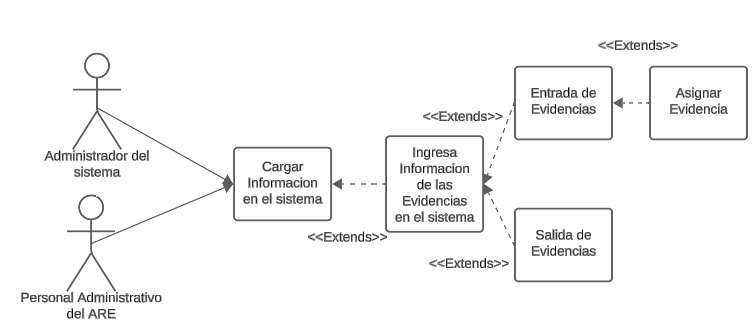 <<Extends>>
Entrada de
Evidencias
Asignar
Evidencia
<<Extends>>
Administrador del
sistema
Cargar
Informacion
en el sistema
Ingresa
Informacion
de las
Evidencias
en el sistema
<<Extends>>
Salida de
Evidencias
<<Extends>>
Personal Administrativo
del ARE